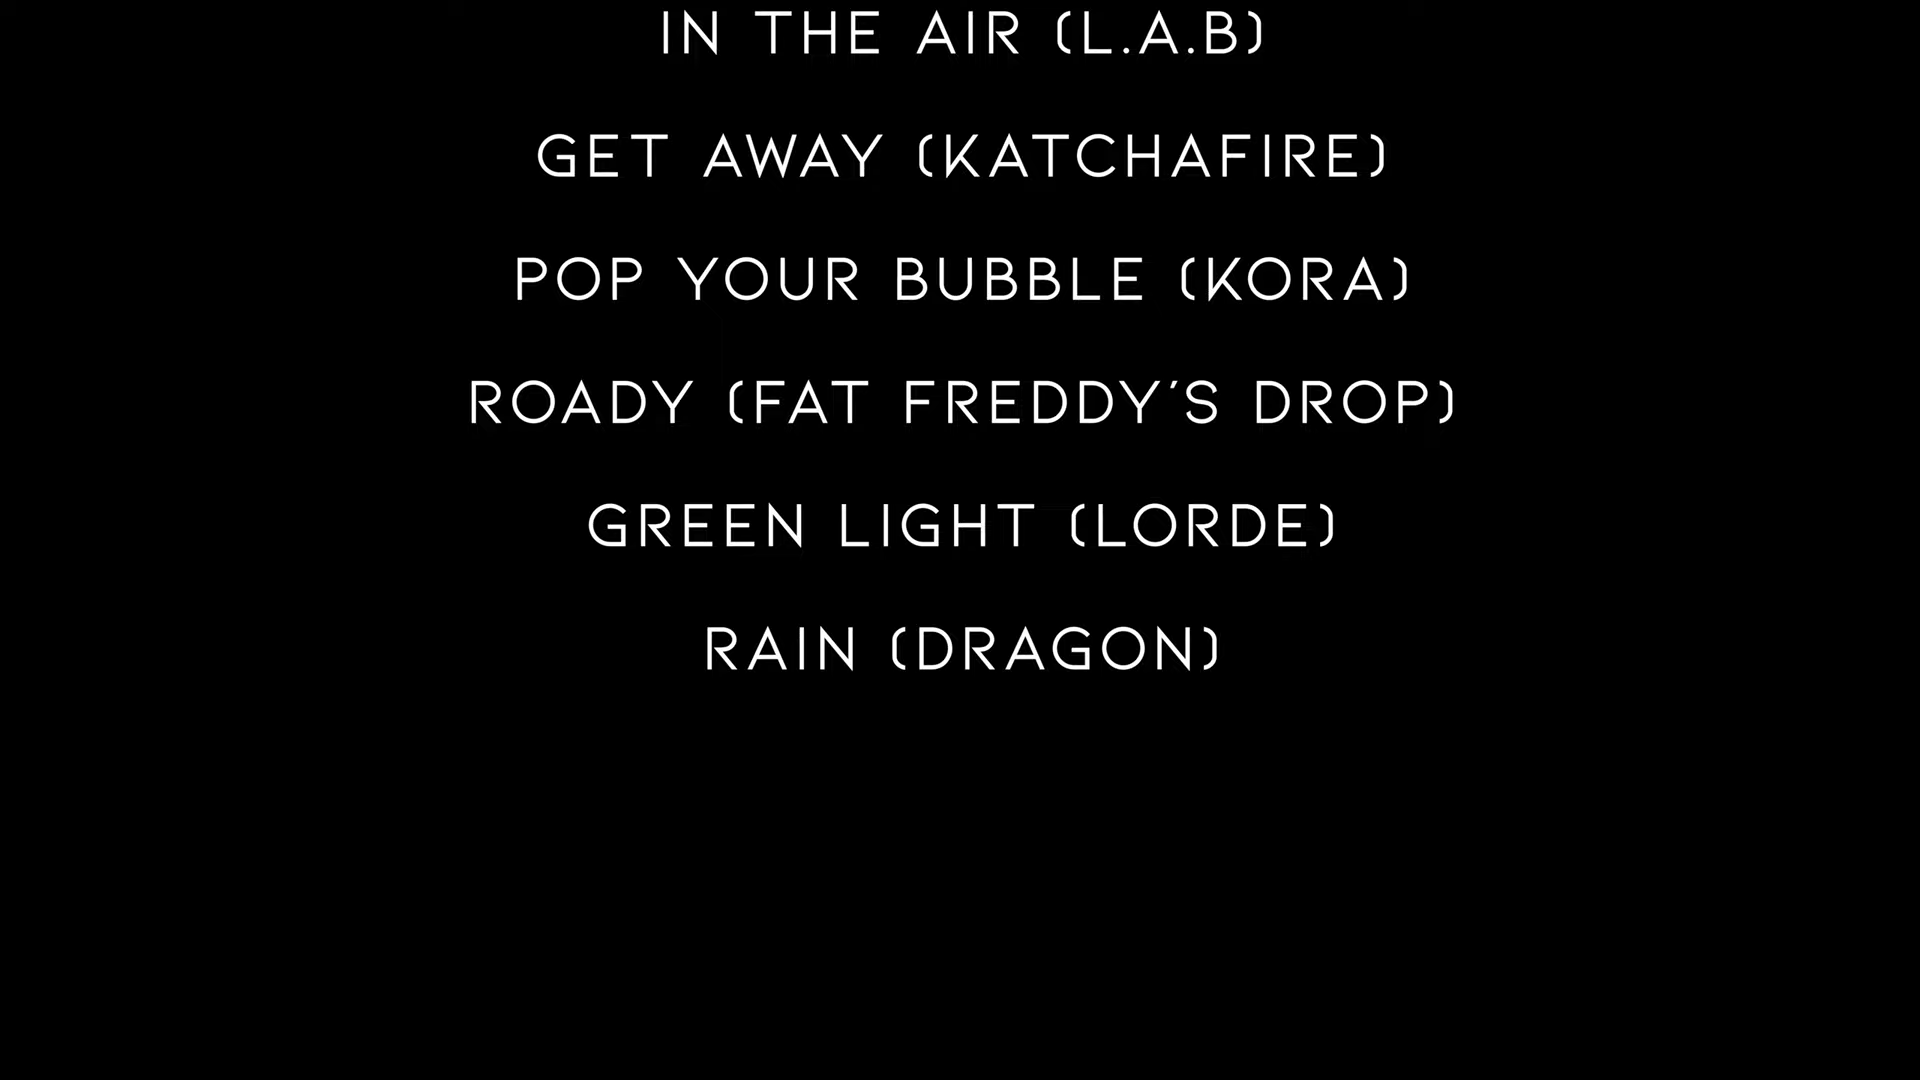 IN THE AIR (L.A.B)
GET AWAY (KATCHAFIRE)
POP YOUR BUBBLE (KORA)
ROADY (FAT FREDDY'S DROP)
GREEN LIGHT (LORDE)
RAIN (DRAGON)